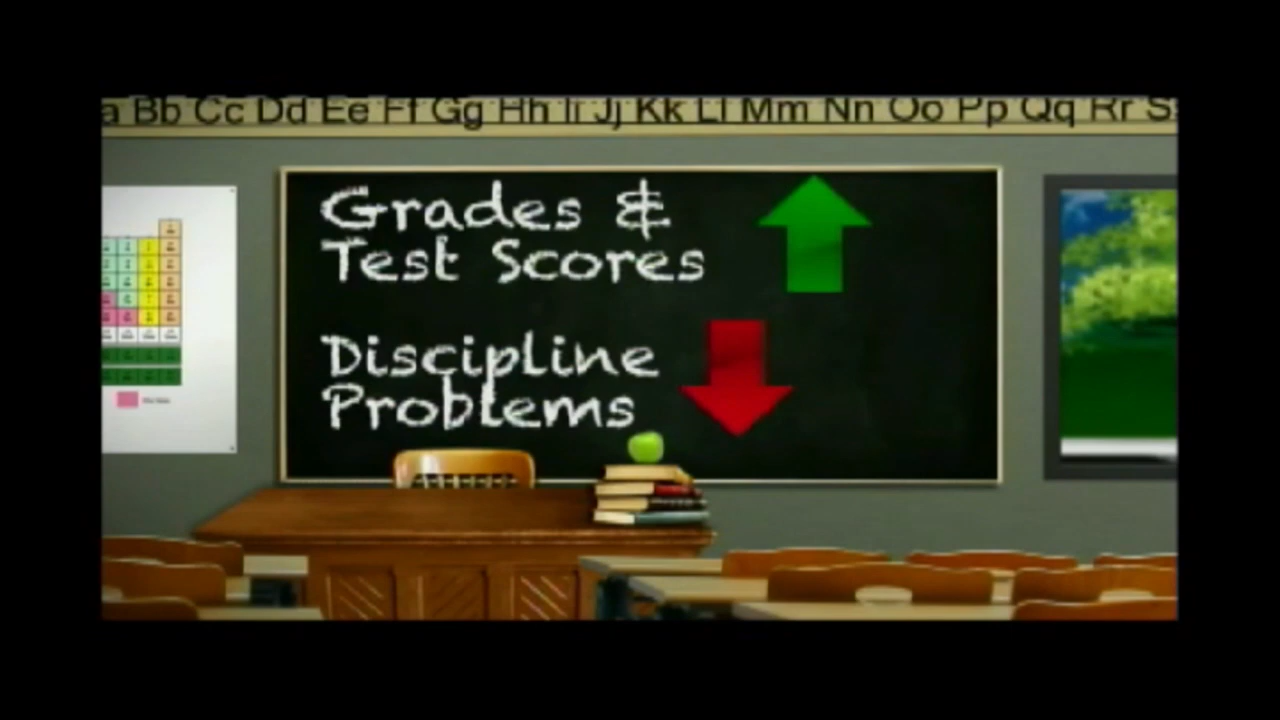 a Bb Cc Dd Ee Ff Gg Hh Ii Jj Kk Ll Mm Nn Oo Pp Qq Rr S
Grades &
Test Scores
Discipline
Problems